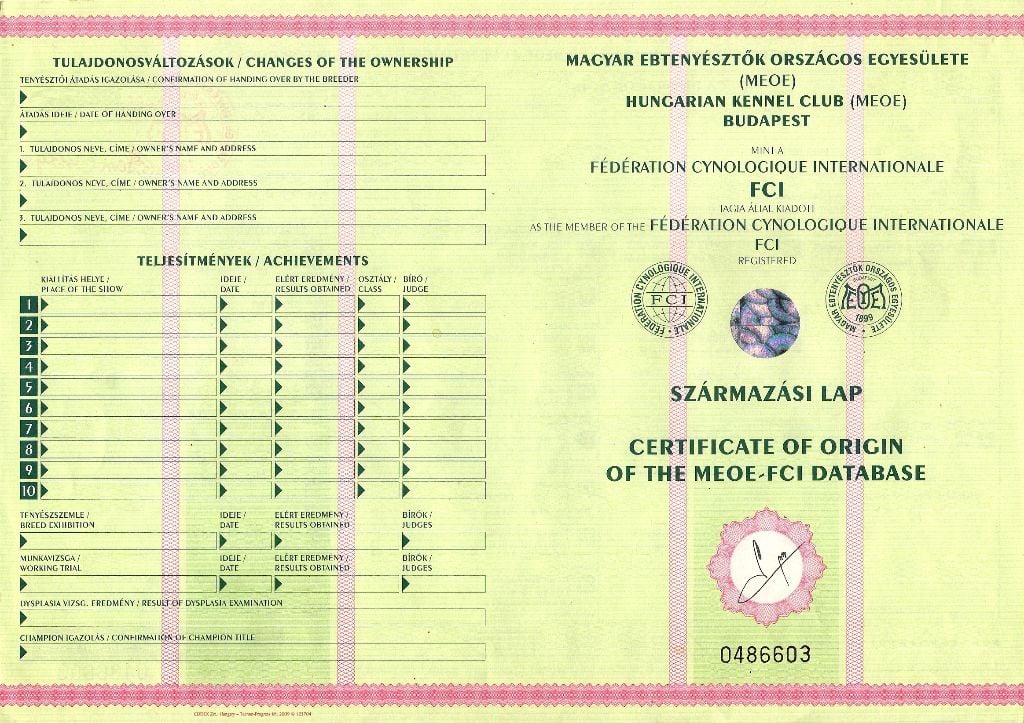 TULAJDONOSVÁLTOZÁSOK / CHANGES OF THE OWNERSHIP
TENYÉSZTŐI ÁTADÁS IGAZOLÁSA / CONFIRMATION OF HANDING OVER BY THE BREEDER
ÁTADÁS IDEJE / DATE OF HANDING OVER
1. TULAJDONOS NEVE, CÍME / OWNER'S NAME AND ADDRESS
2. TULAJDONOS NEVE, CÍME / OWNER'S NAME AND ADDRESS
3. TULAJDONOS NEVE, CÍME / OWNER'S NAME AND ADDRESS
TELJESÍTMÉNYEK / ACHIEVEMENTS
KIÁLLÍTÁS HELYE / IDEJE / ELÉRT EREDMÉNY / OSZTÁLY / BÍRÓ /
PLACE OF THE SHOW DATE RESULTS OBTAINED CLASS JUDGE
1
2
3
4
5
6
7
8
9
10
TENYÉSZSZEMLE / IDEJE / ELÉRT EREDMÉNY / BÍRÓK /
BREED EXHIBITION DATE RESULTS OBTAINED JUDGES
MUNKAVIZSGA / IDEJE / ELÉRT EREDMÉNY / BÍRÓK /
WORKING TRIAL DATE RESULTS OBTAINED JUDGES
DYSPLASIA VIZSG. EREDMÉNY / RESULT OF DYSPLASIA EXAMINATION
CHAMPION IGAZOLÁS / CONFIRMATION OF CHAMPION TITLE
MAGYAR EBTENYÉSZTŐK ORSZÁGOS EGYESÜLETE
(MEOE)
HUNGARIAN KENNEL CLUB (MEOE)
BUDAPEST
MINT A
FÉDÉRATION CYNOLOGIQUE INTERNATIONALE
FCI
TAGJA ÁLTAL KIADOTT
AS THE MEMBER OF THE FÉDÉRATION CYNOLOGIQUE INTERNATIONALE
FCI
REGISTERED
FÉDÉRATION CYNOLOGIQUE INTERNATIONALE
FCI
MAGYAR EBTENYÉSZTŐK ORSZÁGOS EGYESÜLETE
MEOE
1899
SZÁRMAZÁSI LAP
CERTIFICATE OF ORIGIN
OF THE MEOE-FCI DATABASE
0486603